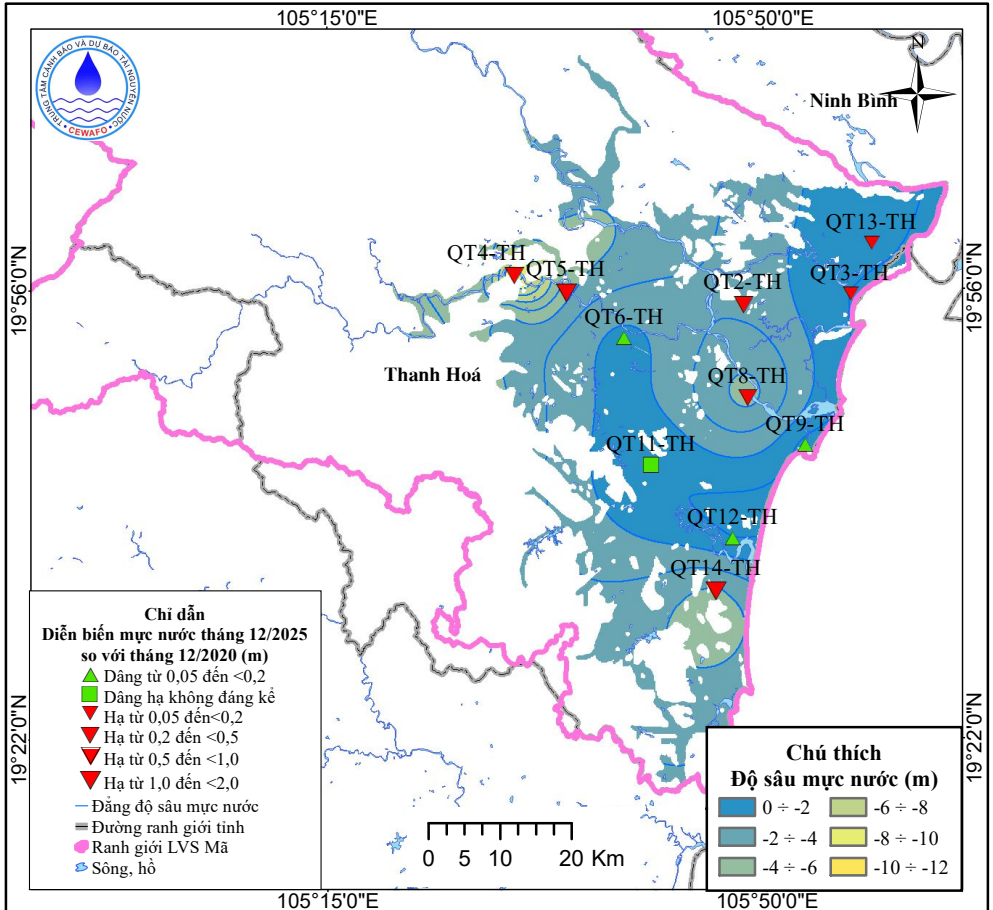 105°15'0"E
105°50'0"E
TRUNG TÂM CẢNH BÁO VÀ DỰ BÁO TÀI NGUYÊN NƯỚC
• CEWAFO •
N
Ninh Bình
19°56'0"N
19°56'0"N
QT13-TH
QT4-TH
QT5-TH
QT2-TH
QT3-TH
QT6-TH
Thanh Hoá
QT8-TH
QT9-TH
QT11-TH
QT12-TH
QT14-TH
19°22'0"N
19°22'0"N
Chỉ dẫn
Diễn biến mực nước tháng 12/2025
so với tháng 12/2020 (m)
Dâng từ 0,05 đến <0,2
Dâng hạ không đáng kể
Hạ từ 0,05 đến<0,2
Hạ từ 0,2 đến <0,5
Hạ từ 0,5 đến <1,0
Hạ từ 1,0 đến <2,0
Đẳng độ sâu mực nước
Đường ranh giới tỉnh
Ranh giới LVS Mã
Sông, hồ
0 5 10 20 Km
Chú thích
Độ sâu mực nước (m)
0 ÷ -2
-2 ÷ -4
-4 ÷ -6
-6 ÷ -8
-8 ÷ -10
-10 ÷ -12
105°15'0"E
105°50'0"E